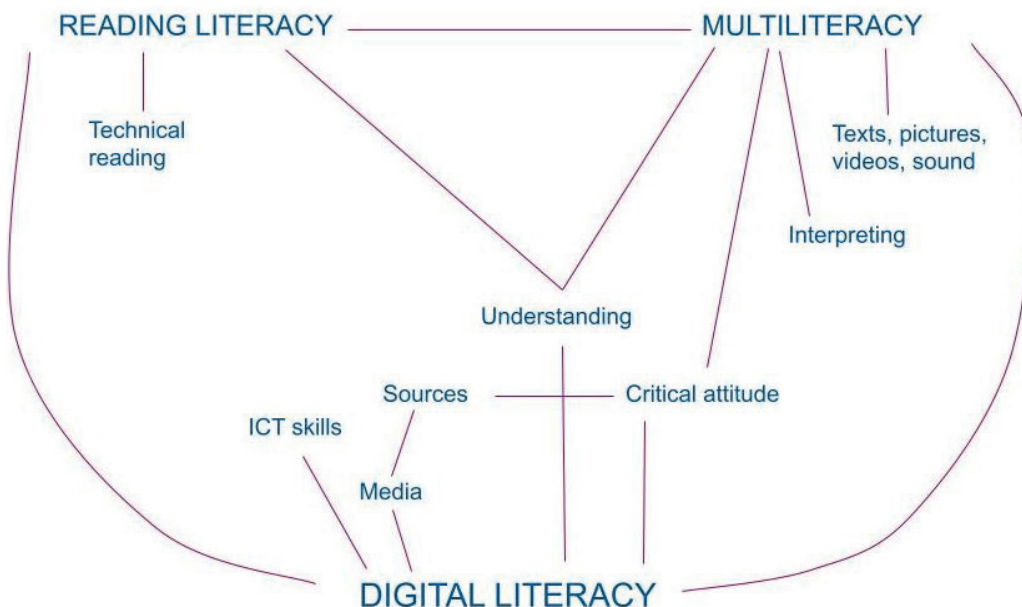 READING LITERACY
MULTILITERACY
Technical
reading
Texts, pictures,
videos, sound
Interpreting
Understanding
Sources
Critical attitude
ICT skills
Media
DIGITAL LITERACY